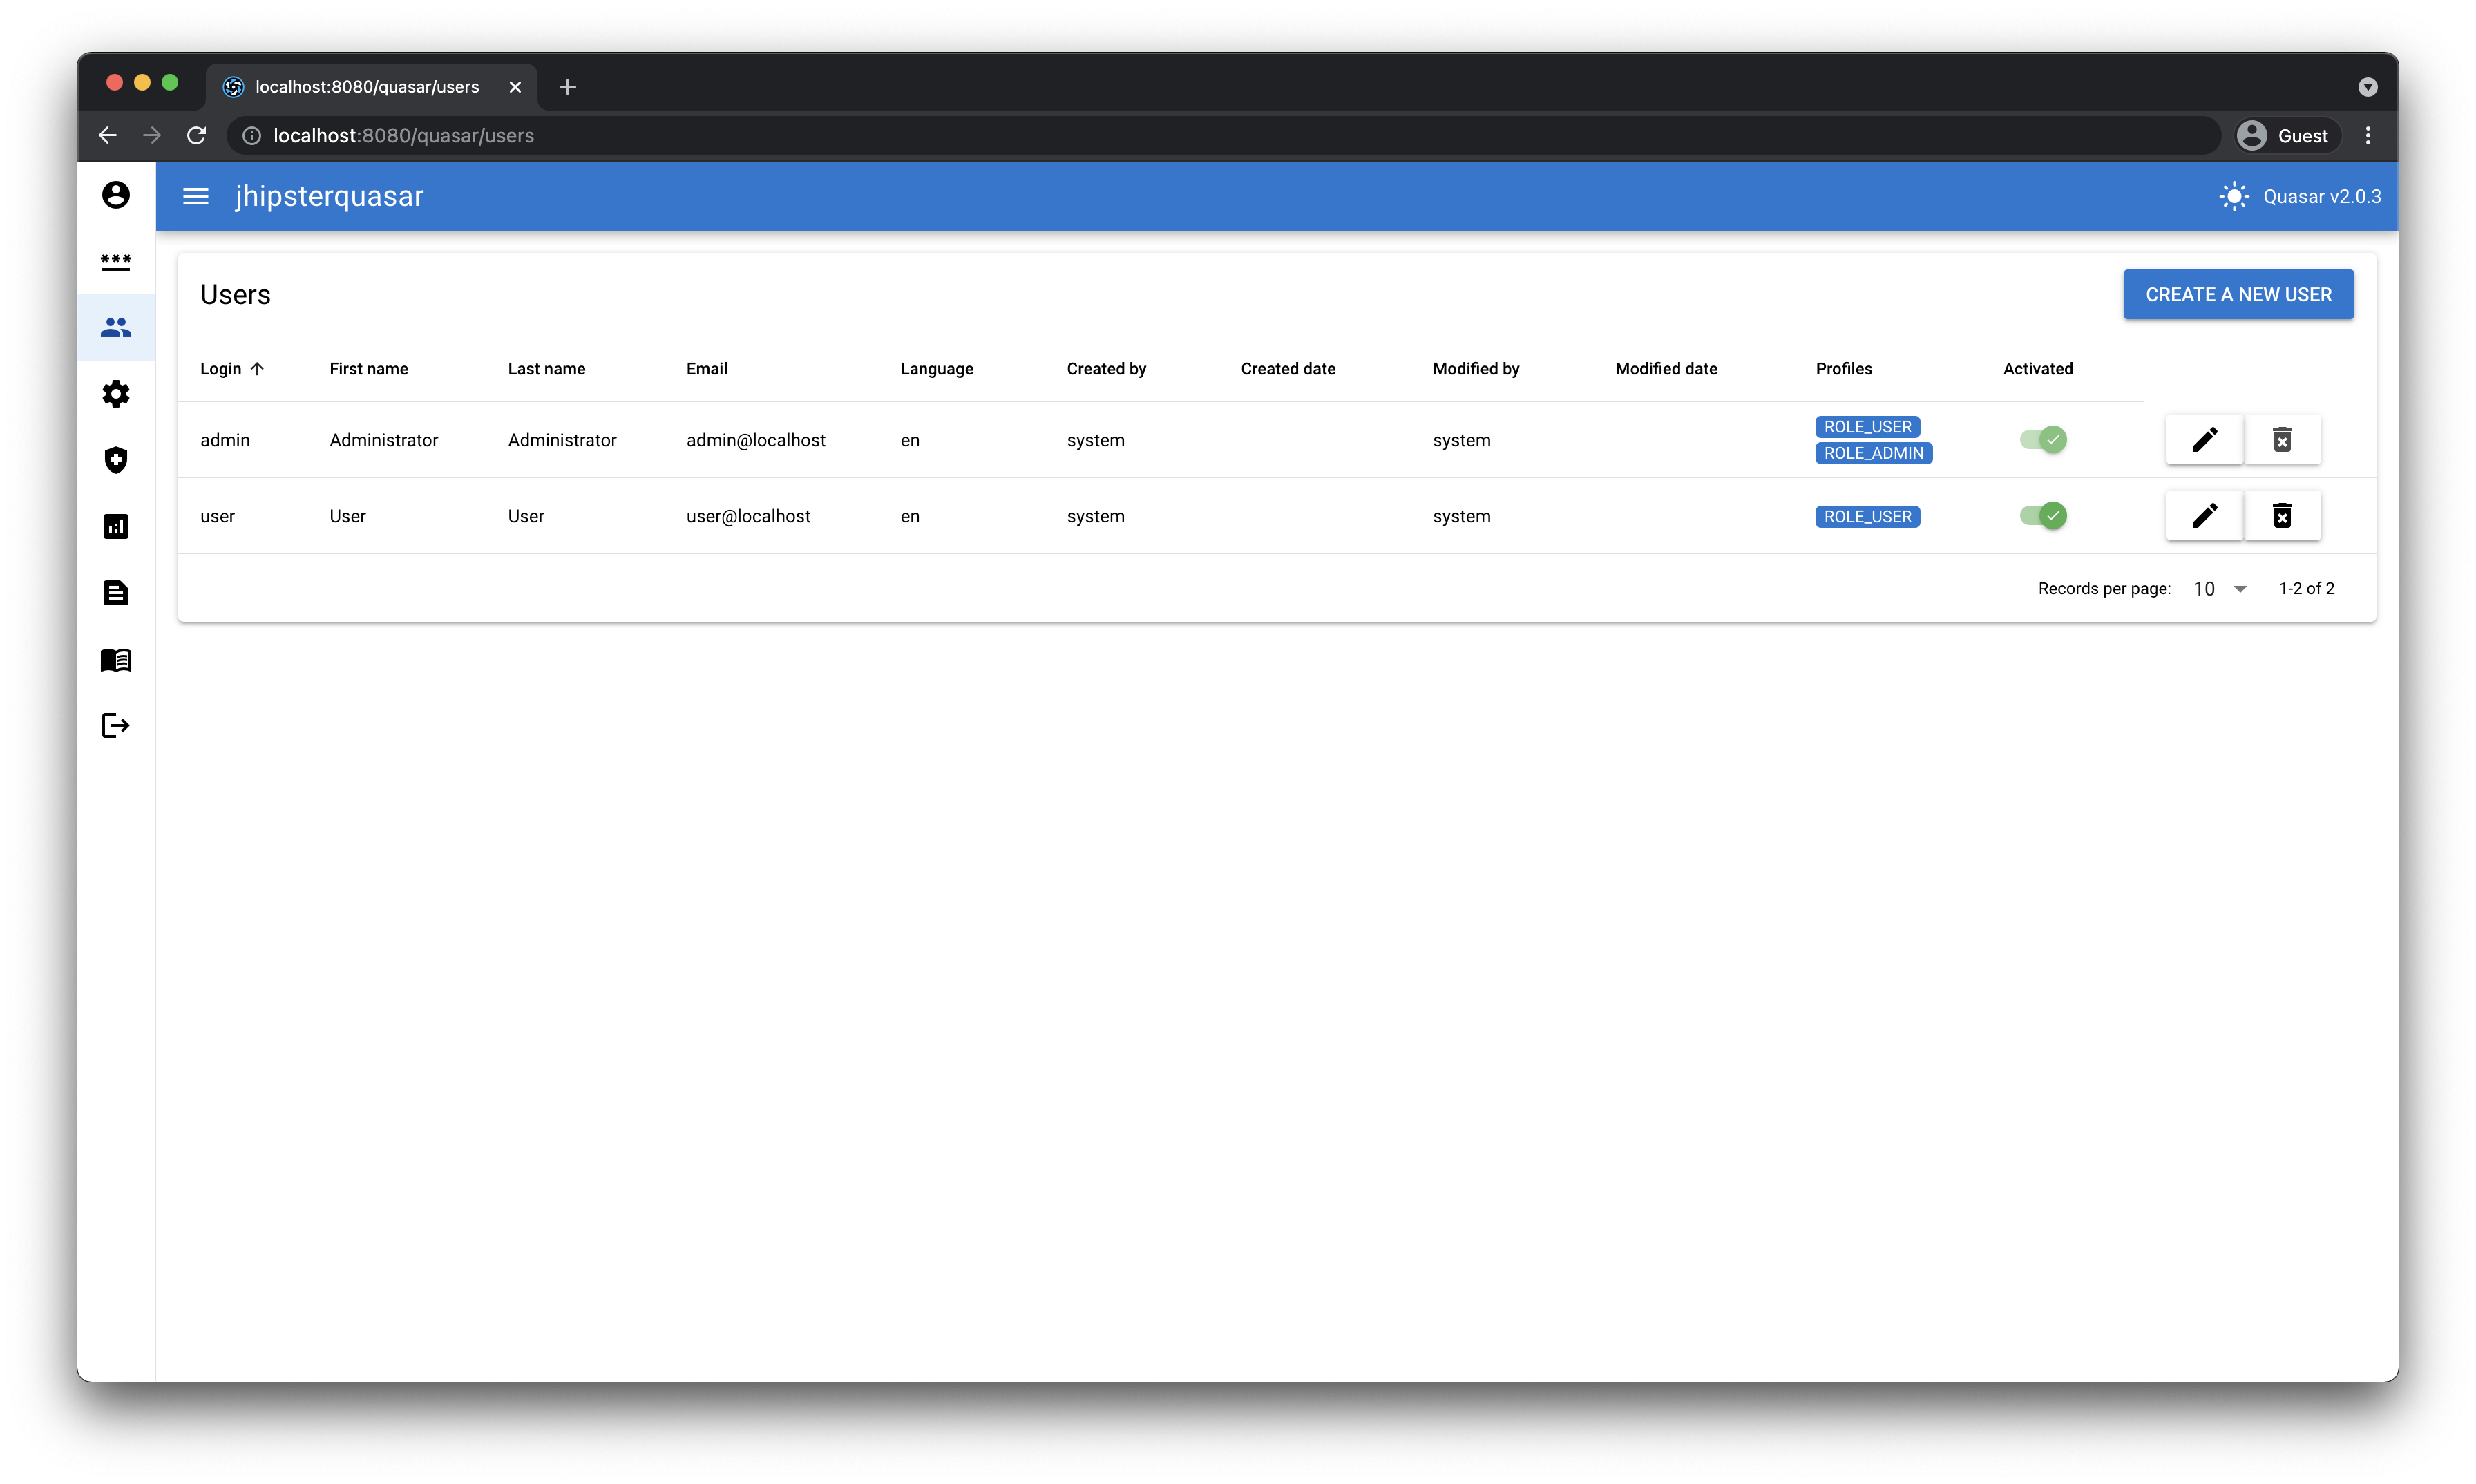 localhost:8080/quasar/users
localhost:8080/quasar/users
Guest
jhipsterquasar
Quasar v2.0.3
Users
CREATE A NEW USER
Login First name Last name Email Language Created by Created date Modified by Modified date Profiles Activated
admin Administrator Administrator admin@localhost en system system ROLE_USER
ROLE_ADMIN
user User User user@localhost en system system ROLE_USER
Records per page: 10 1-2 of 2